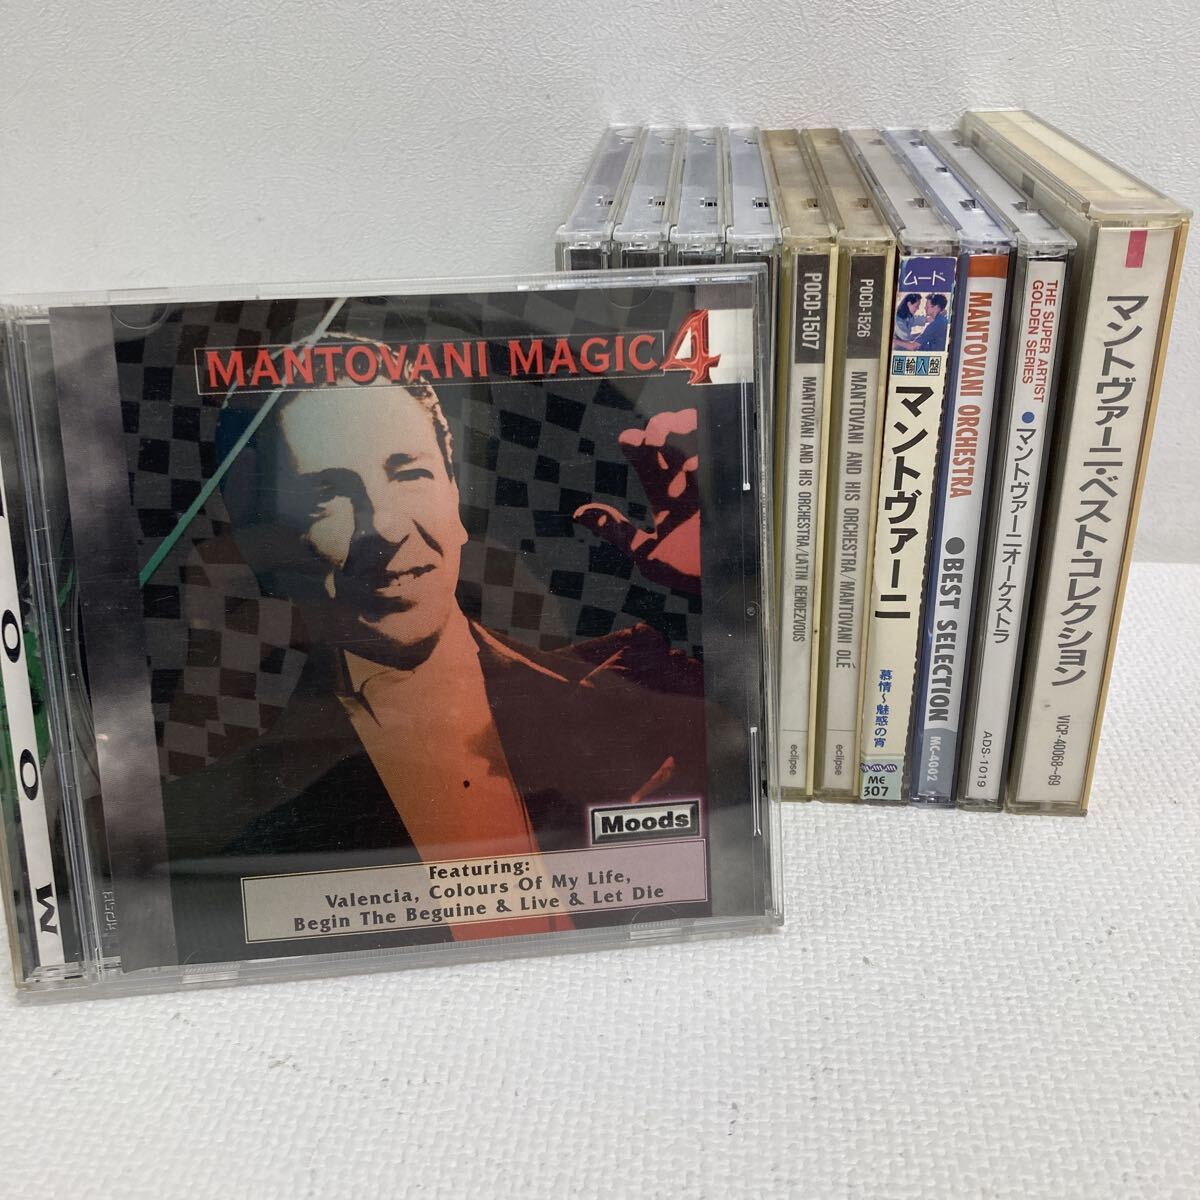 MANTOVANI MAGIC 4
Moods
Featuring:
Valencia, Colours Of My Life,
Begin The Beguine & Live & Let Die
MOO
POCD-1507 MANTOVANI AND HIS ORCHESTRA/LATIN RENDEZVOUS eclipse
POCD-1526 MANTOVANI AND HIS ORCHESTRA/MANTOVANI OLÉ eclipse
ムード
直輸入盤
マントヴァーニ
慕情〜魅惑の宵
ME
307
MANTOVANI ORCHESTRA ●BEST SELECTION MC-4002
THE SUPER ARTIST
GOLDEN SERIES
●マントヴァーニオーケストラ ADS-1019
マントヴァーニ・ベスト・コレクション VICP-40068~69